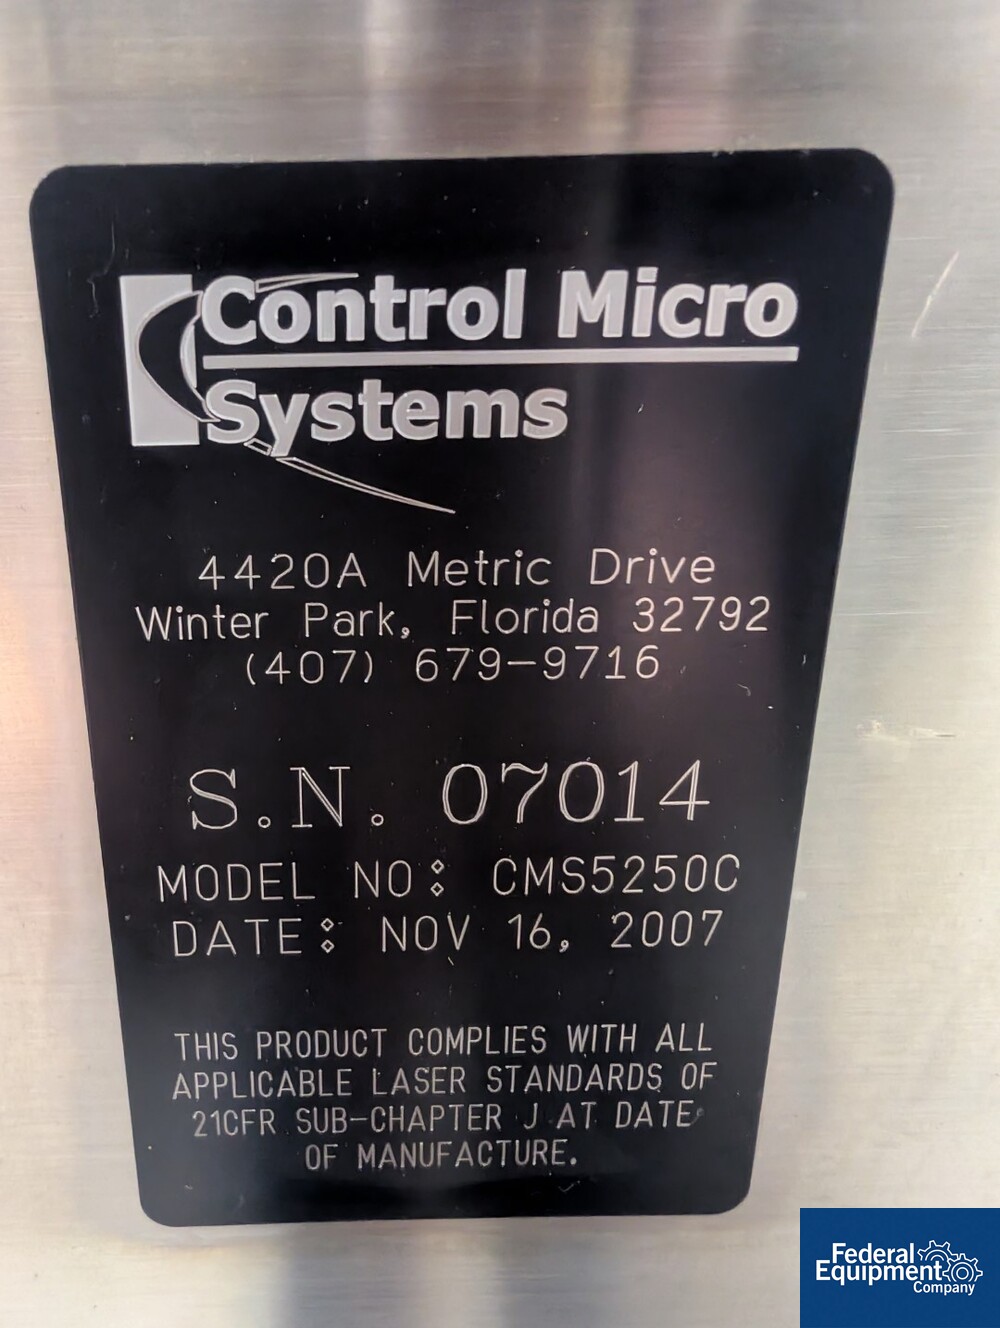 Control Micro
Systems
4420A Metric Drive
Winter Park, Florida 32792
(407) 679-9716
S.N. 07014
MODEL NO: CMS5250C
DATE: NOV 16, 2007
THIS PRODUCT COMPLIES WITH ALL
APPLICABLE LASER STANDARDS OF
21CFR SUB-CHAPTER J AT DATE
OF MANUFACTURE.
Federal
Equipment
Company